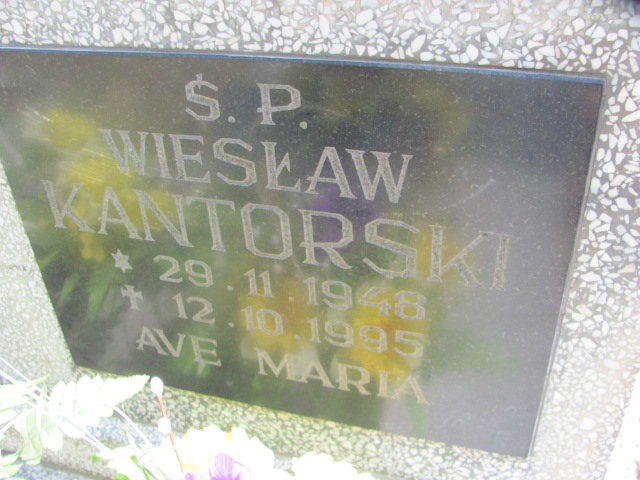 Ś. P.
WIESŁAW
KANTORSKI
* 29.11.1948
✝ 12.10.1995
AVE MARIA